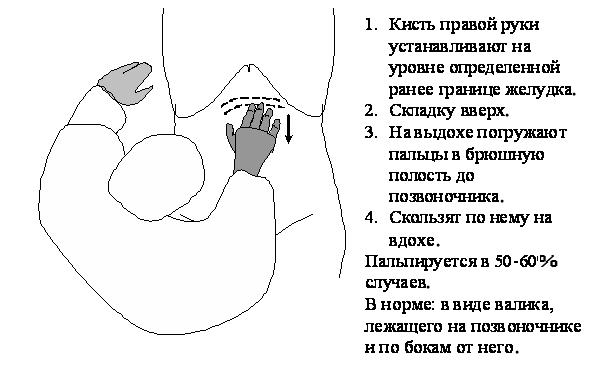 1. Кисть правой руки
устанавливают на
уровне определенной
ранее границе желудка.
2. Складку вверх.
3. На выдохе погружают
пальцы в брюшную
полость до
позвоночника.
4. Скользят по нему на
вдохе.
Пальпируется в 50-60%
случаев.
В норме: в виде валика,
лежащего на позвоночнике
и по бокам от него.